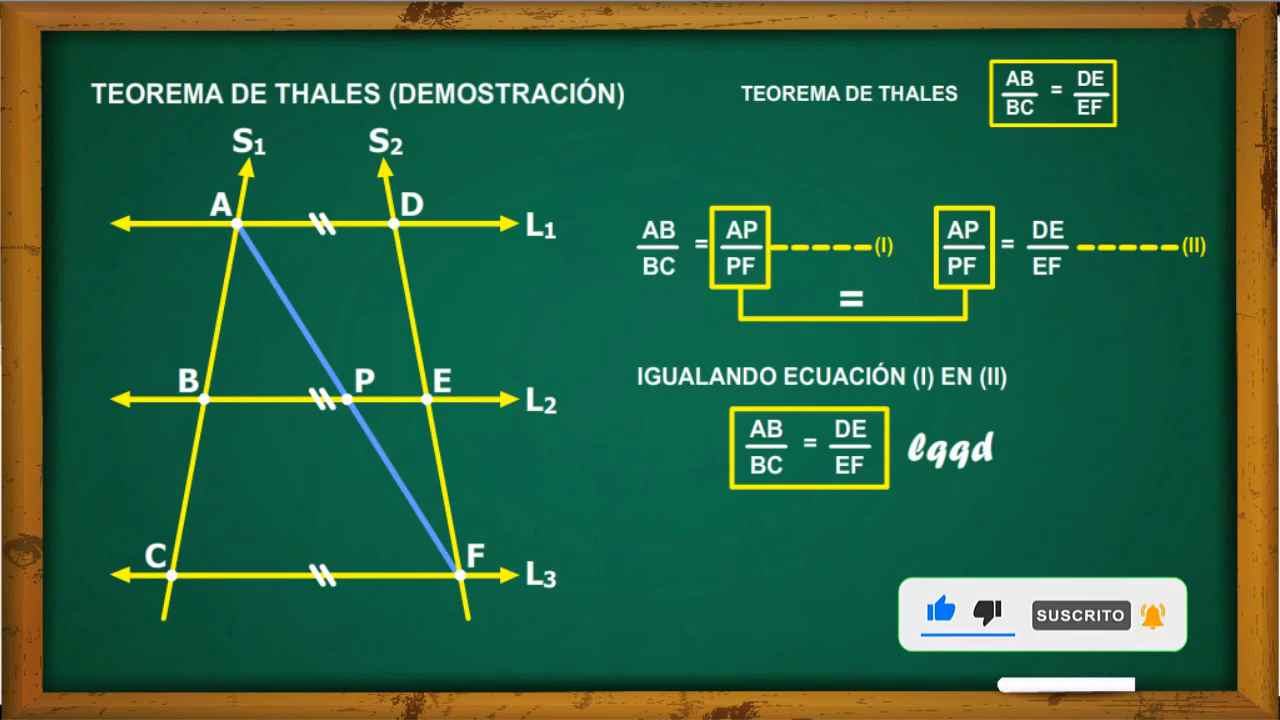 TEOREMA DE THALES (DEMOSTRACIÓN)
TEOREMA DE THALES AB/BC = DE/EF
S1 S2
A D L1
AB/BC = AP/PF -----(I) AP/PF = DE/EF -----(II)
=
B P E L2
IGUALANDO ECUACIÓN (I) EN (II)
AB/BC = DE/EF lqqd
C F L3
SUSCRITO